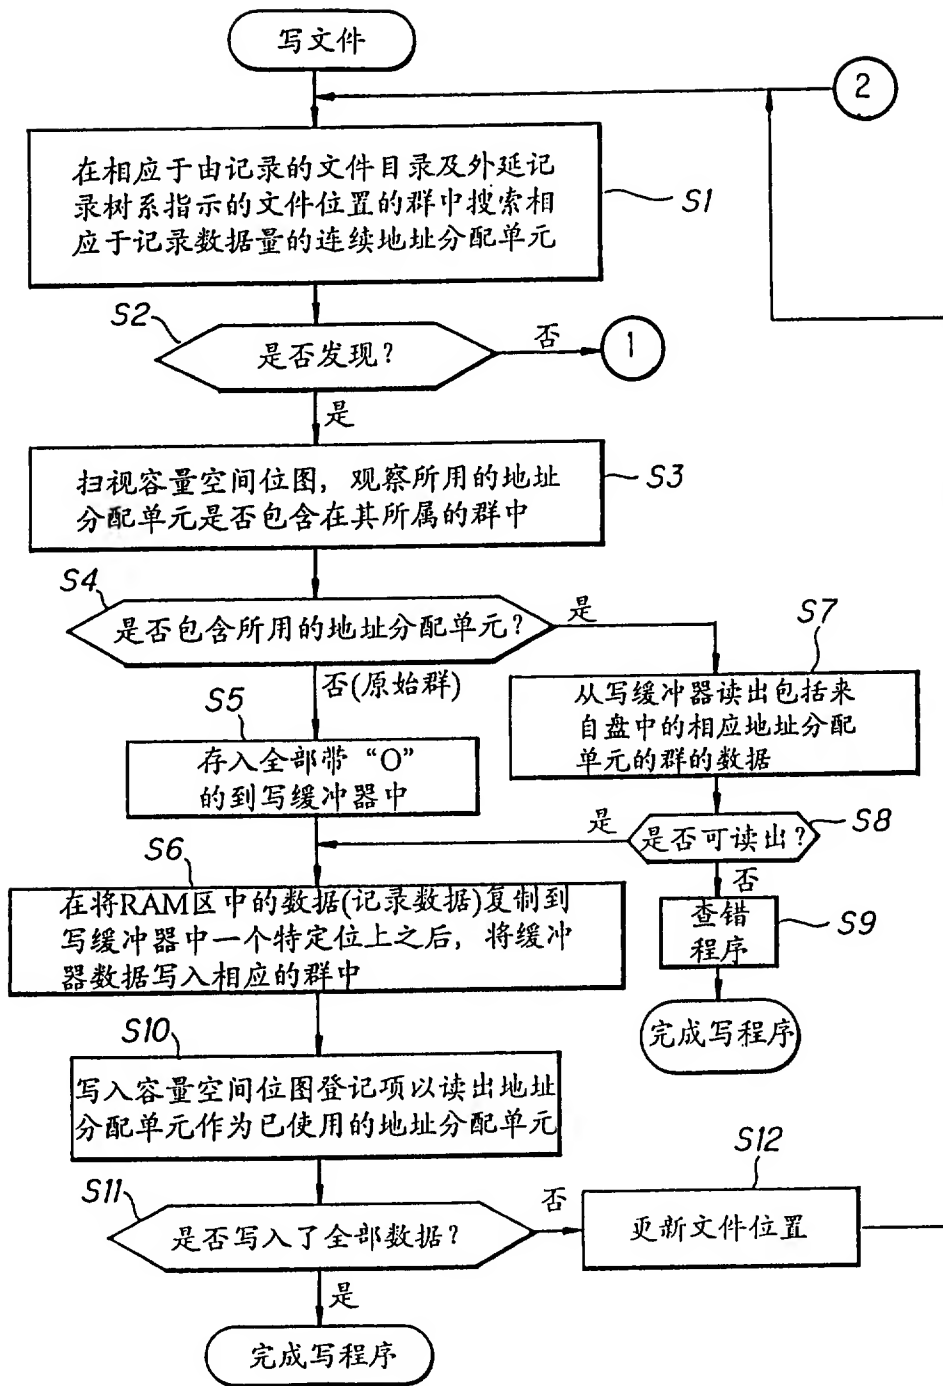 写文件
2
在相应于由记录的文件目录及外延记
录树系指示的文件位置的群中搜索相
应于记录数据量的连续地址分配单元
S1
S2
是否发现?
否
1
是
扫视容量空间位图, 观察所用的地址
分配单元是否包含在其所属的群中
S3
S4
是否包含所用的地址分配单元?
是
S7
否(原始群)
从写缓冲器读出包括来
自盘中的相应地址分配
单元的群的数据
S5
存入全部带“O”
的到写缓冲器中
是
是否可读出?
S8
S6
否
在将RAM区中的数据(记录数据)复制到
写缓冲器中一个特定位上之后, 将缓冲
器数据写入相应的群中
查错
程序
S9
完成写程序
S10
写入容量空间位图登记项以读出地址
分配单元作为已使用的地址分配单元
S12
S11
是否写入了全部数据?
否
更新文件位置
是
完成写程序